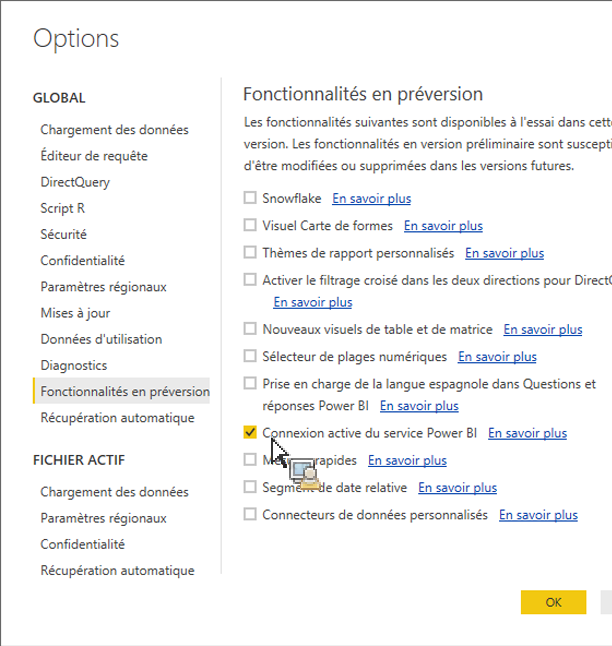 Options
GLOBAL
Chargement des données
Éditeur de requête
DirectQuery
Script R
Sécurité
Confidentialité
Paramètres régionaux
Mises à jour
Données d'utilisation
Diagnostics
Fonctionnalités en préversion
Récupération automatique
FICHIER ACTIF
Chargement des données
Paramètres régionaux
Confidentialité
Récupération automatique
Fonctionnalités en préversion
Les fonctionnalités suivantes sont disponibles à l'essai dans cett
version. Les fonctionnalités en version préliminaire sont suscepti
d'être modifiées ou supprimées dans les versions futures.
Snowflake En savoir plus
Visuel Carte de formes En savoir plus
Thèmes de rapport personnalisés En savoir plus
Activer le filtrage croisé dans les deux directions pour DirectQ
En savoir plus
Nouveaux visuels de table et de matrice En savoir plus
Sélecteur de plages numériques En savoir plus
Prise en charge de la langue espagnole dans Questions et
réponses Power BI En savoir plus
Connexion active du service Power BI En savoir plus
rapides En savoir plus
Segment de date relative En savoir plus
Connecteurs de données personnalisés En savoir plus
OK